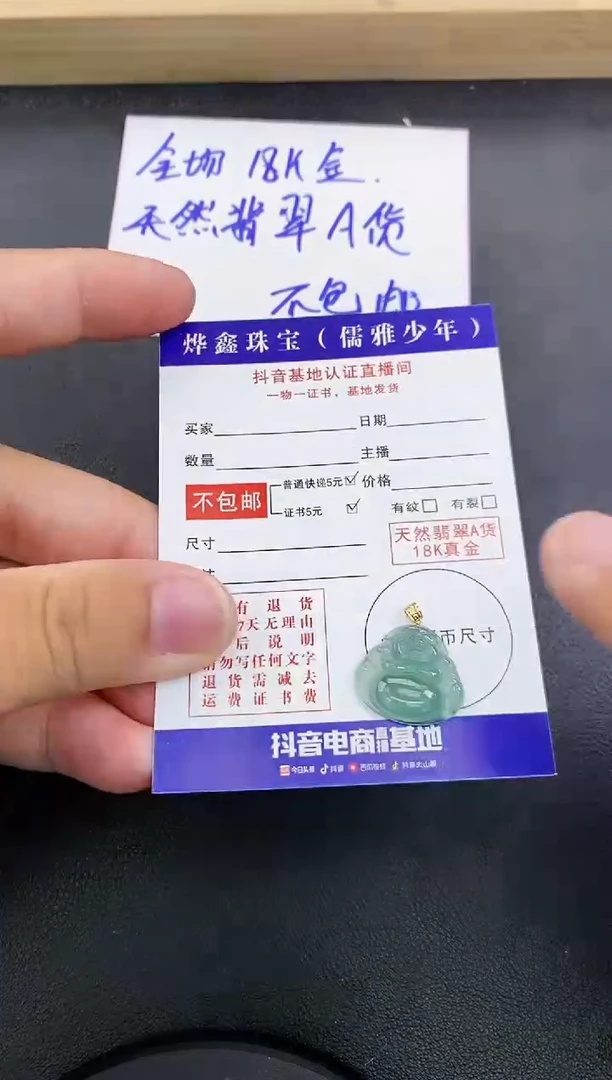 全场 18K金.
天然翡翠A货
不包邮
烨鑫珠宝(儒雅少年)
抖音基地认证直播间
一物一证书,基地发货
买家 日期
数量 主播
不包邮 普通快递5元 价格
证书5元 有纹 有裂
尺寸
天然翡翠A货
18K真金
有退货
7天无理由
后说明
请勿写任何文字
退货需减去
运费证书费
币尺寸
抖音电商直播基地
今日头条 抖音 西瓜视频 抖音火山版